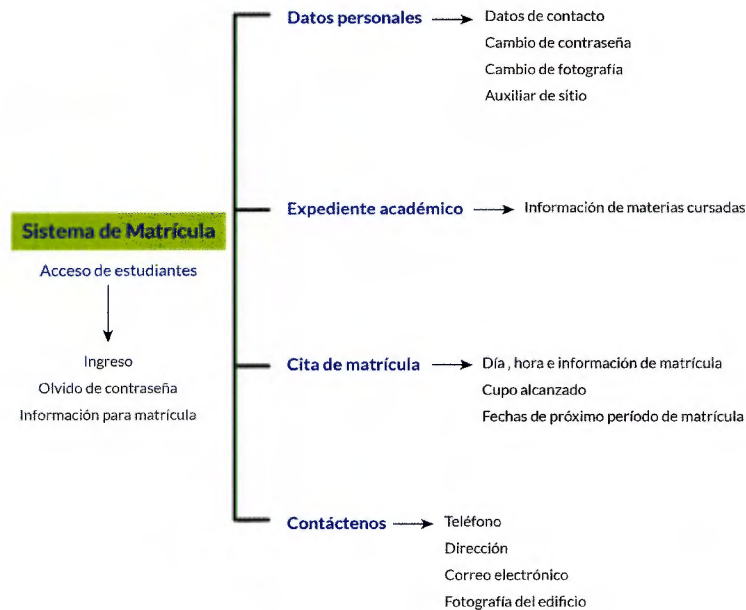 Sistema de Matrícula
Acceso de estudiantes
Ingreso
Olvido de contraseña
Información para matrícula
Datos personales
Datos de contacto
Cambio de contraseña
Cambio de fotografía
Auxiliar de sitio
Expediente académico
Información de materias cursadas
Cita de matrícula
Día , hora e información de matrícula
Cupo alcanzado
Fechas de próximo período de matrícula
Contáctenos
Teléfono
Dirección
Correo electrónico
Fotografía del edificio